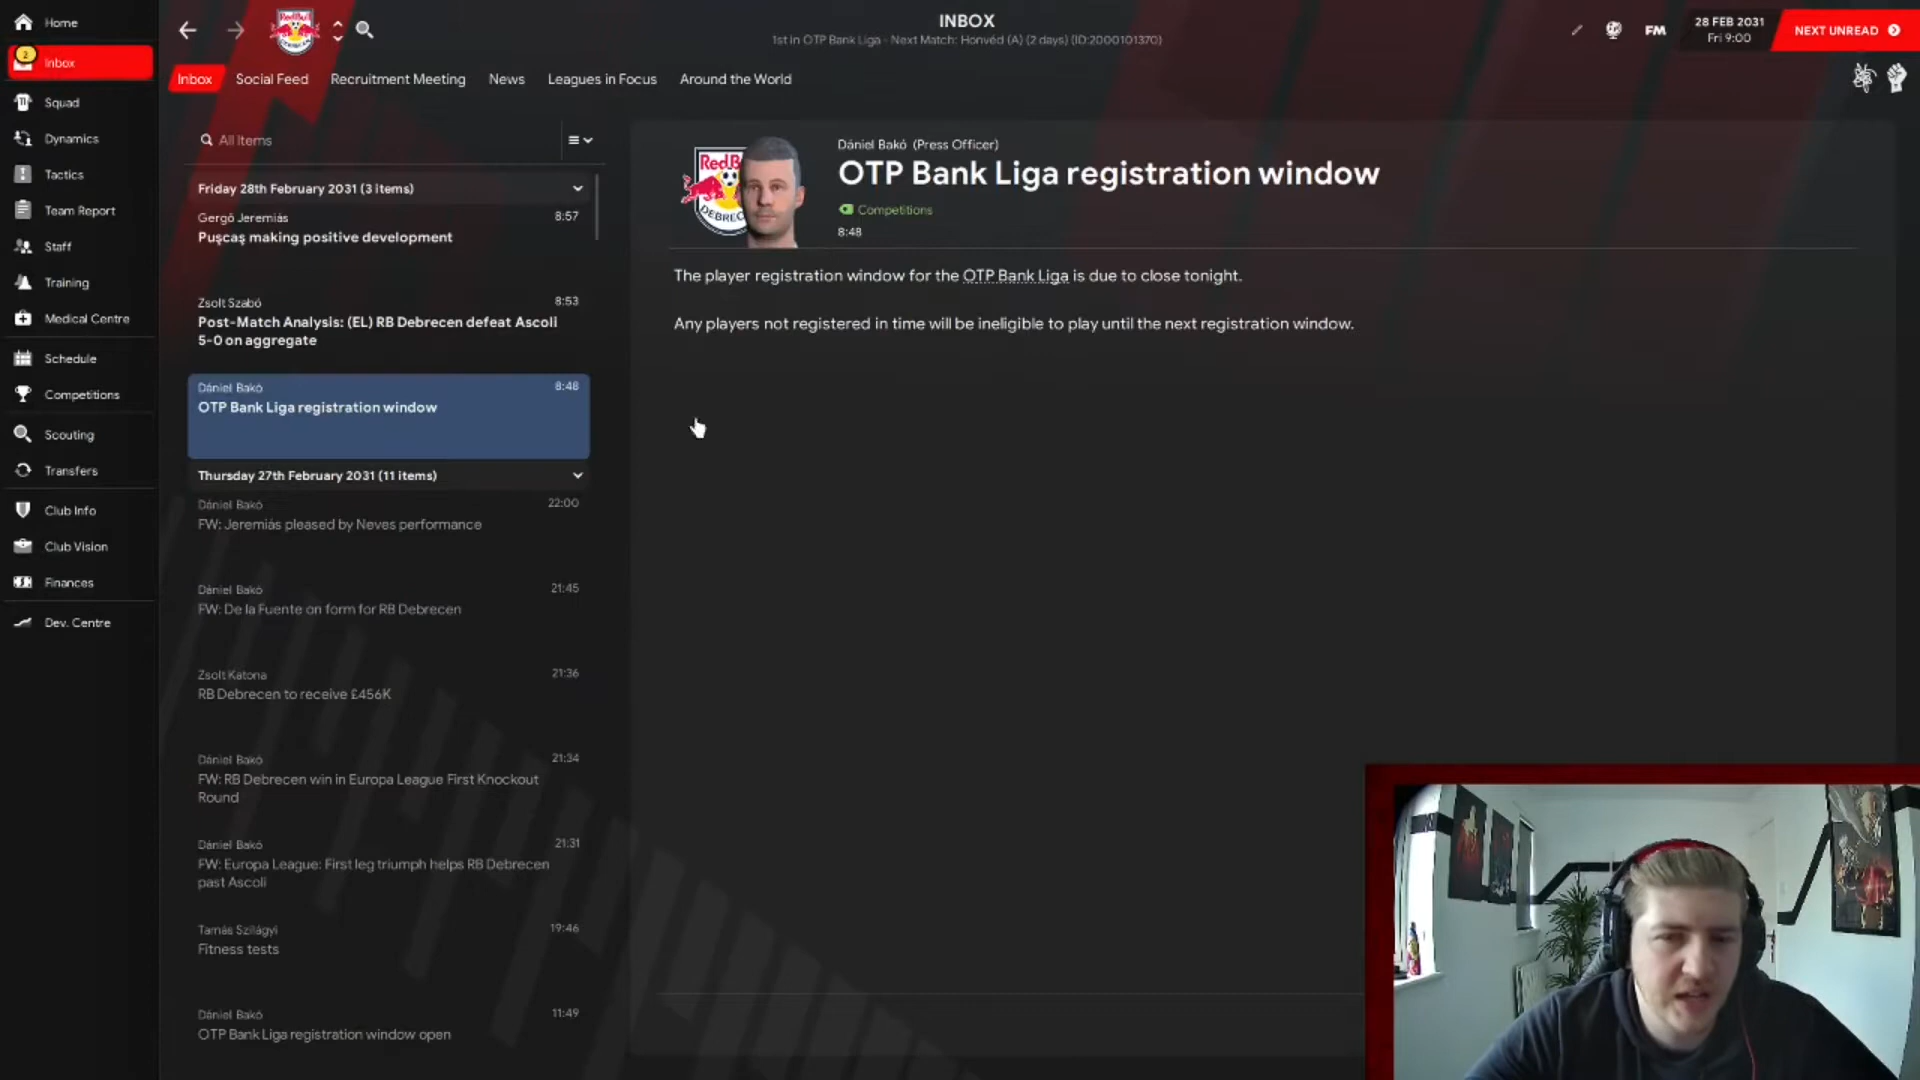 Home
2
Inbox
Squad
Dynamics
Tactics
Team Report
Staff
Training
Medical Centre
Schedule
Competitions
Scouting
Transfers
Club Info
Club Vision
Finances
Dev. Centre
INBOX
1st in OTP Bank Liga - Next Match: Honvéd (A) (2 days) (ID:2000101370)
FM
28 FEB 2031
Fri 9:00
NEXT UNREAD
Inbox
Social Feed
Recruitment Meeting
News
Leagues in Focus
Around the World
All Items
Friday 28th February 2031 (3 items)
Gergő Jeremiás
8:57
Pușcaș making positive development
Zsolt Szabó
8:53
Post-Match Analysis: (EL) RB Debrecen defeat Ascoli
5-0 on aggregate
Dániel Bakó
8:48
OTP Bank Liga registration window
Thursday 27th February 2031 (11 items)
Dániel Bakó
22:00
FW: Jeremiás pleased by Neves performance
Dániel Bakó
21:45
FW: De la Fuente on form for RB Debrecen
Zsolt Katona
21:36
RB Debrecen to receive £456K
Dániel Bakó
21:34
FW: RB Debrecen win in Europa League First Knockout
Round
Dániel Bakó
21:31
FW: Europa League: First leg triumph helps RB Debrecen
past Ascoli
Tamás Szilágyi
19:46
Fitness tests
Dániel Bakó
11:49
OTP Bank Liga registration window open
Dániel Bakó (Press Officer)
OTP Bank Liga registration window
Competitions
8:48
The player registration window for the OTP Bank Liga is due to close tonight.
Any players not registered in time will be ineligible to play until the next registration window.